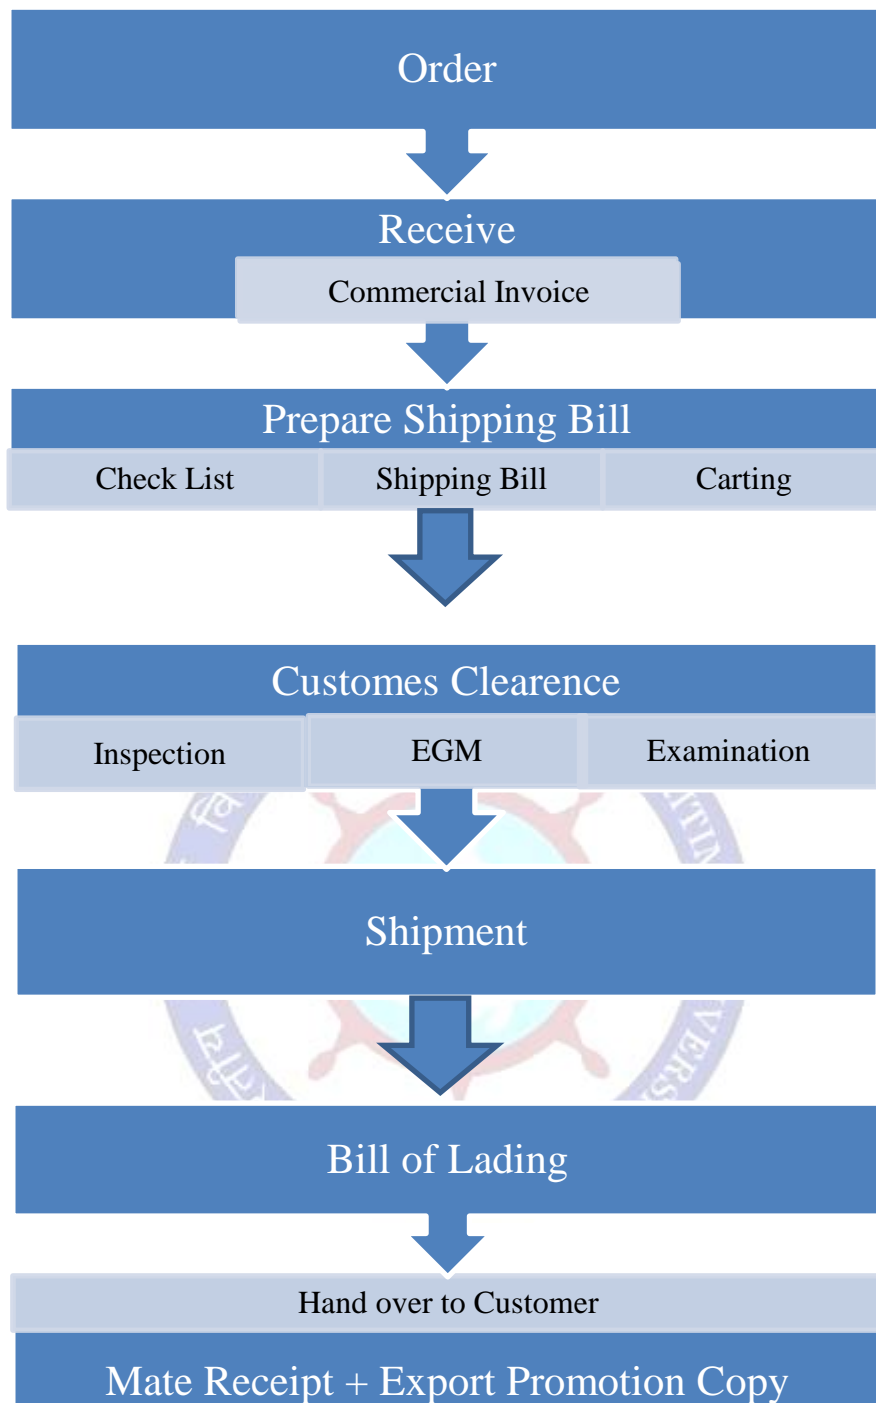 Order
Receive
Commercial Invoice
Prepare Shipping Bill
Check List Shipping Bill Carting
Customes Clearence
Inspection EGM Examination
Shipment
Bill of Lading
Hand over to Customer
Mate Receipt + Export Promotion Copy